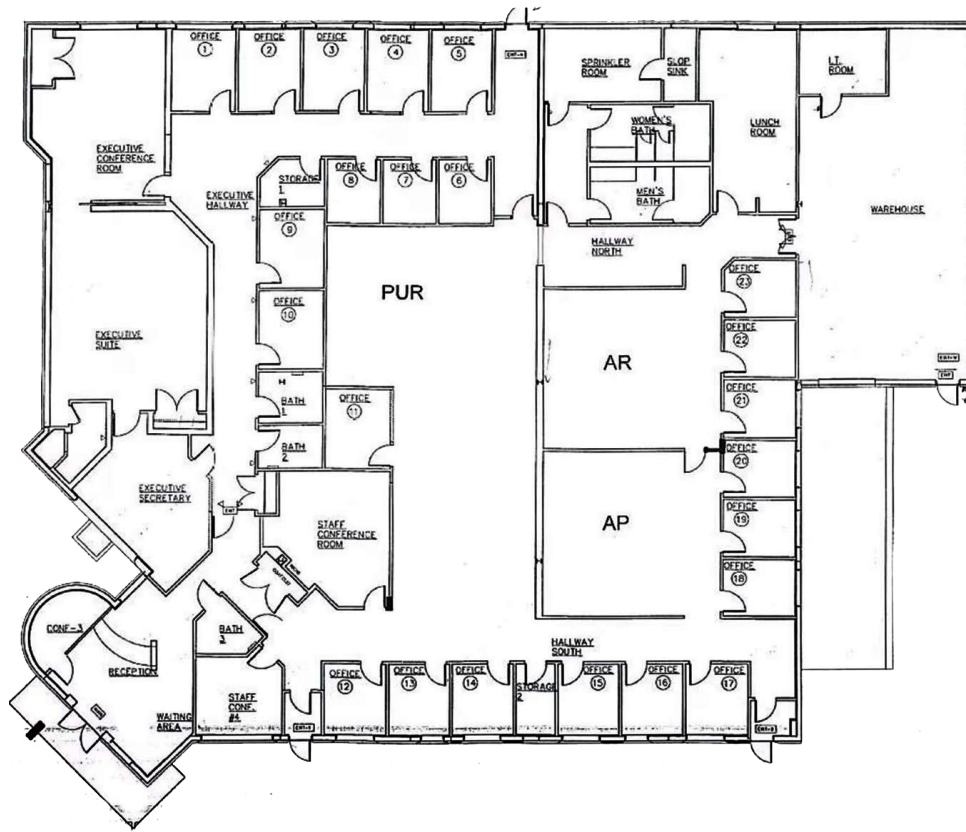 OFFICE
1
OFFICE
2
OFFICE
3
OFFICE
4
OFFICE
5
SPRINKLER
ROOM
SLOP
SINK
I.T.
ROOM
EXECUTIVE
CONFERENCE
ROOM
WOMEN'S
BATH
LUNCH
ROOM
STORAGE
1
OFFICE
8
OFFICE
7
OFFICE
6
EXECUTIVE
HALLWAY
MEN'S
BATH
WAREHOUSE
OFFICE
9
HALLWAY
NORTH
OFFICE
23
PUR
OFFICE
10
EXECUTIVE
SUITE
AR
OFFICE
22
BATH
1
OFFICE
11
OFFICE
21
BATH
2
OFFICE
20
EXECUTIVE
SECRETARY
STAFF
CONFERENCE
ROOM
AP
OFFICE
19
OFFICE
18
CONF-3
BATH
3
HALLWAY
SOUTH
RECEPTION
OFFICE
12
OFFICE
13
OFFICE
14
STORAGE
2
OFFICE
15
OFFICE
16
OFFICE
17
WAITING
AREA
STAFF
CONF.
#4